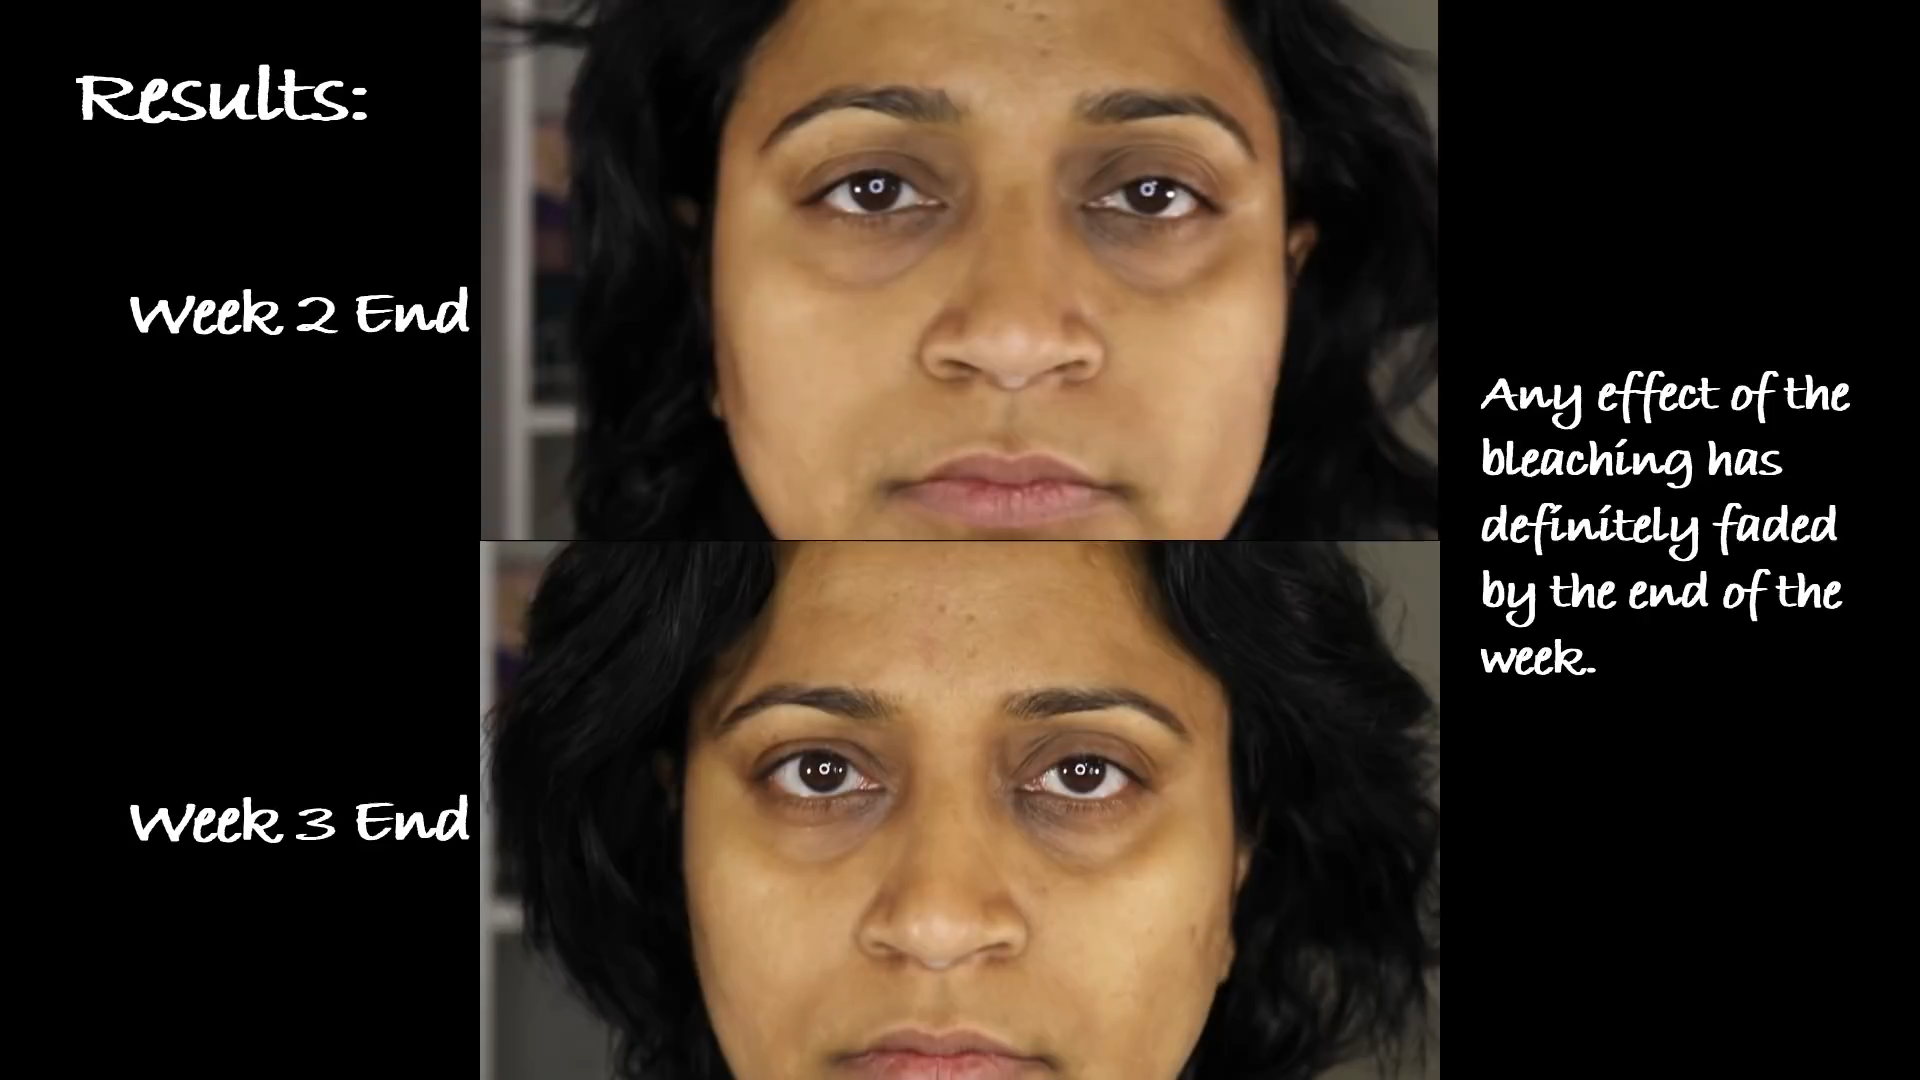 Results:
Week 2 End
Any effect of the
bleaching has
definitely faded
by the end of the
week.
Week 3 End